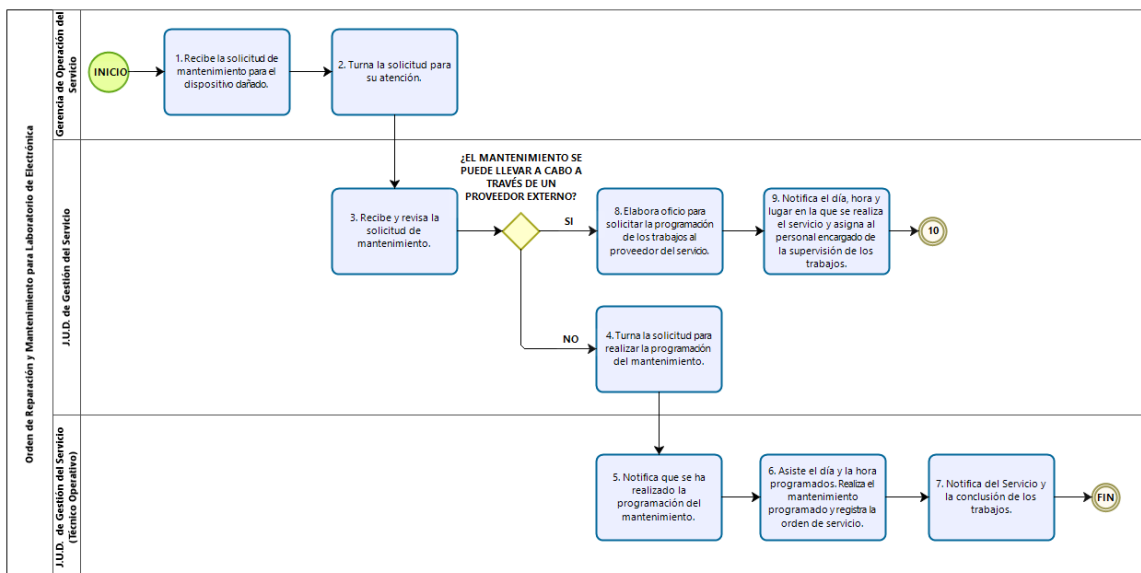 Orden de Reparación y Mantenimiento para Laboratorio de Electrónica
Gerencia de Operación del
Servicio
INICIO
1. Recibe la solicitud de
mantenimiento para el
dispositivo dañado.
2. Turna la solicitud para
su atención.
J.U.D. de Gestión del Servicio
3. Recibe y revisa la
solicitud de
mantenimiento.
¿EL MANTENIMIENTO SE
PUEDE LLEVAR A CABO A
TRAVÉS DE UN
PROVEEDOR EXTERNO?
SI
8. Elabora oficio para
solicitar la programación
de los trabajos al
proveedor del servicio.
9. Notifica el día, hora y
lugar en la que se realiza
el servicio y asigna al
personal encargado de
la supervisión de los
trabajos.
10
NO
4. Turna la solicitud para
realizar la programación
del mantenimiento.
J.U.D. de Gestión del Servicio
(Técnico Operativo)
5. Notifica que se ha
realizado la
programación del
mantenimiento.
6. Asiste el día y la hora
programados. Realiza el
mantenimiento
programado y registra la
orden de servicio.
7. Notifica del Servicio y
la conclusión de los
trabajos.
FIN